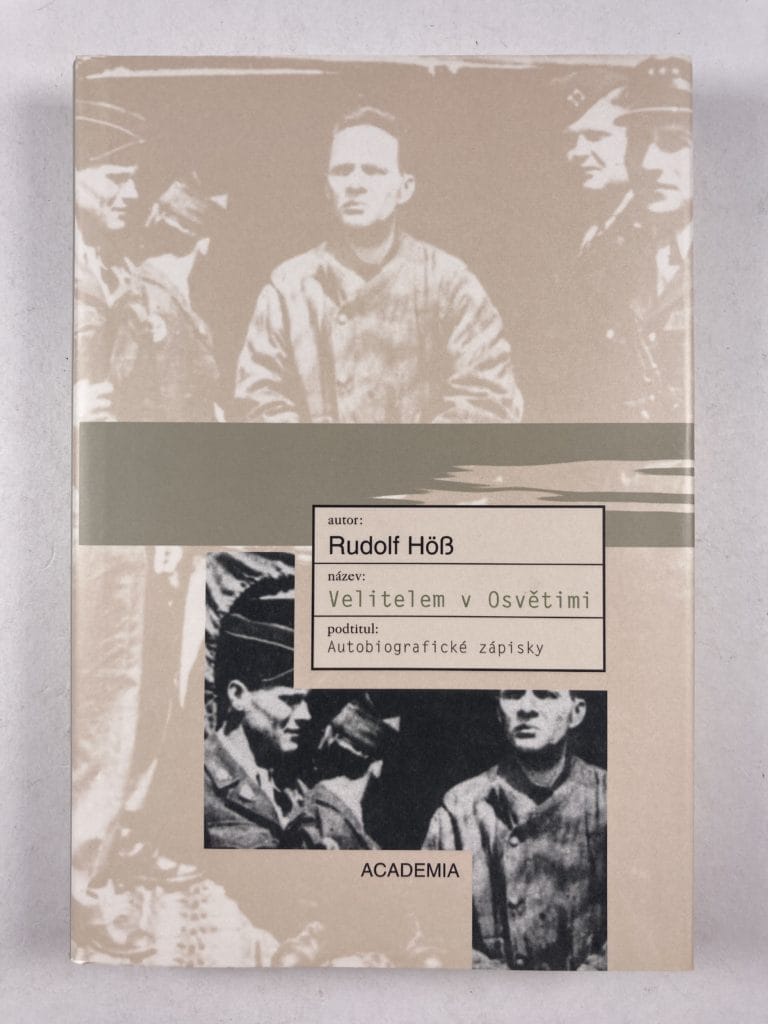 autor:
Rudolf Höß
název:
Velitelem v Osvětimi
podtitul:
Autobiografické zápisky
ACADEMIA